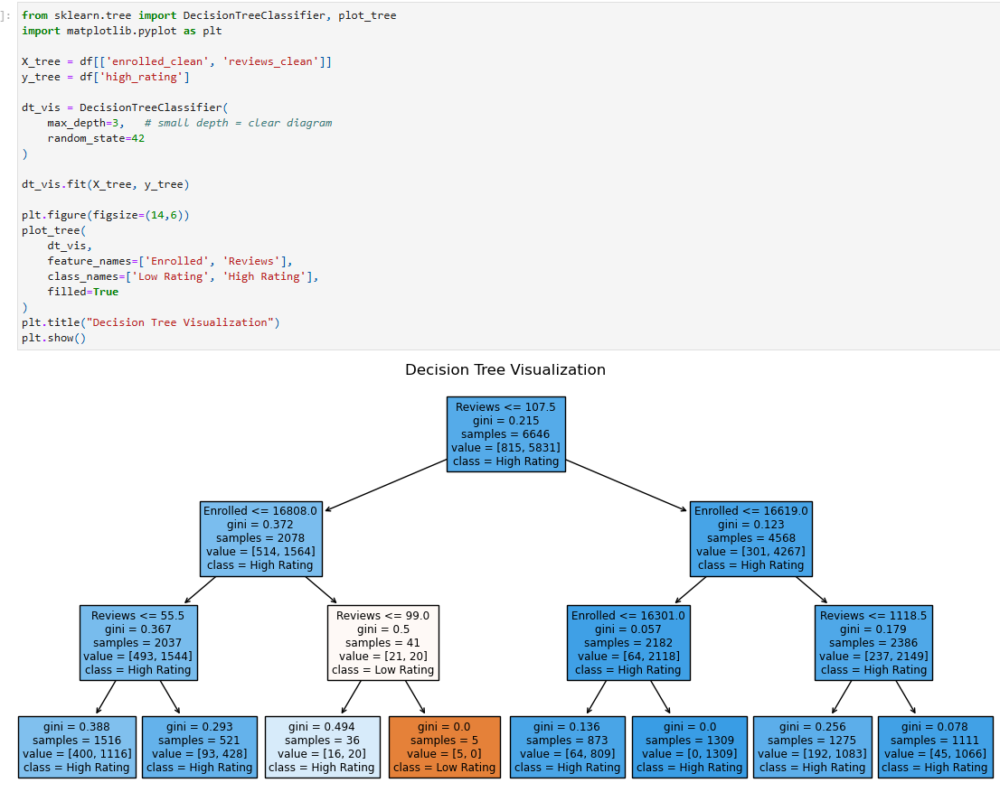 ]:
from sklearn.tree import DecisionTreeClassifier, plot_tree
import matplotlib.pyplot as plt
X_tree = df[['enrolled_clean', 'reviews_clean']]
y_tree = df['high_rating']
dt_vis = DecisionTreeClassifier(
    max_depth=3,   # small depth = clear diagram
    random_state=42
)
dt_vis.fit(X_tree, y_tree)
plt.figure(figsize=(14,6))
plot_tree(
    dt_vis,
    feature_names=['Enrolled', 'Reviews'],
    class_names=['Low Rating', 'High Rating'],
    filled=True
)
plt.title("Decision Tree Visualization")
plt.show()
Decision Tree Visualization
Reviews <= 107.5
gini = 0.215
samples = 6646
value = [815, 5831]
class = High Rating
Enrolled <= 16808.0
gini = 0.372
samples = 2078
value = [514, 1564]
class = High Rating
Enrolled <= 16619.0
gini = 0.123
samples = 4568
value = [301, 4267]
class = High Rating
Reviews <= 55.5
gini = 0.367
samples = 2037
value = [493, 1544]
class = High Rating
Reviews <= 99.0
gini = 0.5
samples = 41
value = [21, 20]
class = Low Rating
Enrolled <= 16301.0
gini = 0.057
samples = 2182
value = [64, 2118]
class = High Rating
Reviews <= 1118.5
gini = 0.179
samples = 2386
value = [237, 2149]
class = High Rating
gini = 0.388
samples = 1516
value = [400, 1116]
class = High Rating
gini = 0.293
samples = 521
value = [93, 428]
class = High Rating
gini = 0.494
samples = 36
value = [16, 20]
class = High Rating
gini = 0.0
samples = 5
value = [5, 0]
class = Low Rating
gini = 0.136
samples = 873
value = [64, 809]
class = High Rating
gini = 0.0
samples = 1309
value = [0, 1309]
class = High Rating
gini = 0.256
samples = 1275
value = [192, 1083]
class = High Rating
gini = 0.078
samples = 1111
value = [45, 1066]
class = High Rating